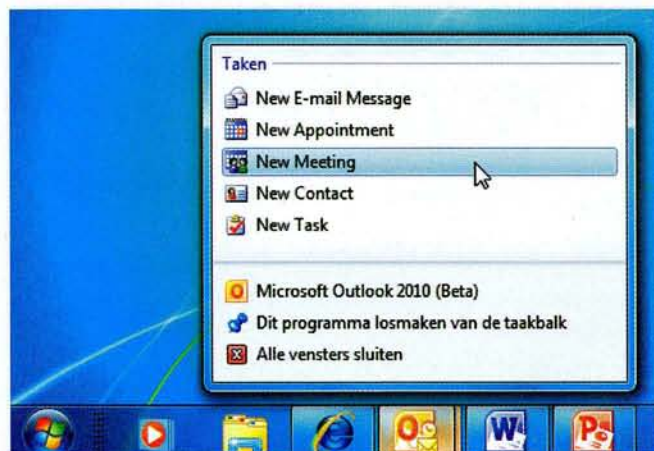 Taken
New E-mail Message
New Appointment
New Meeting
New Contact
New Task
Microsoft Outlook 2010 (Beta)
Dit programma losmaken van de taakbalk
Alle vensters sluiten